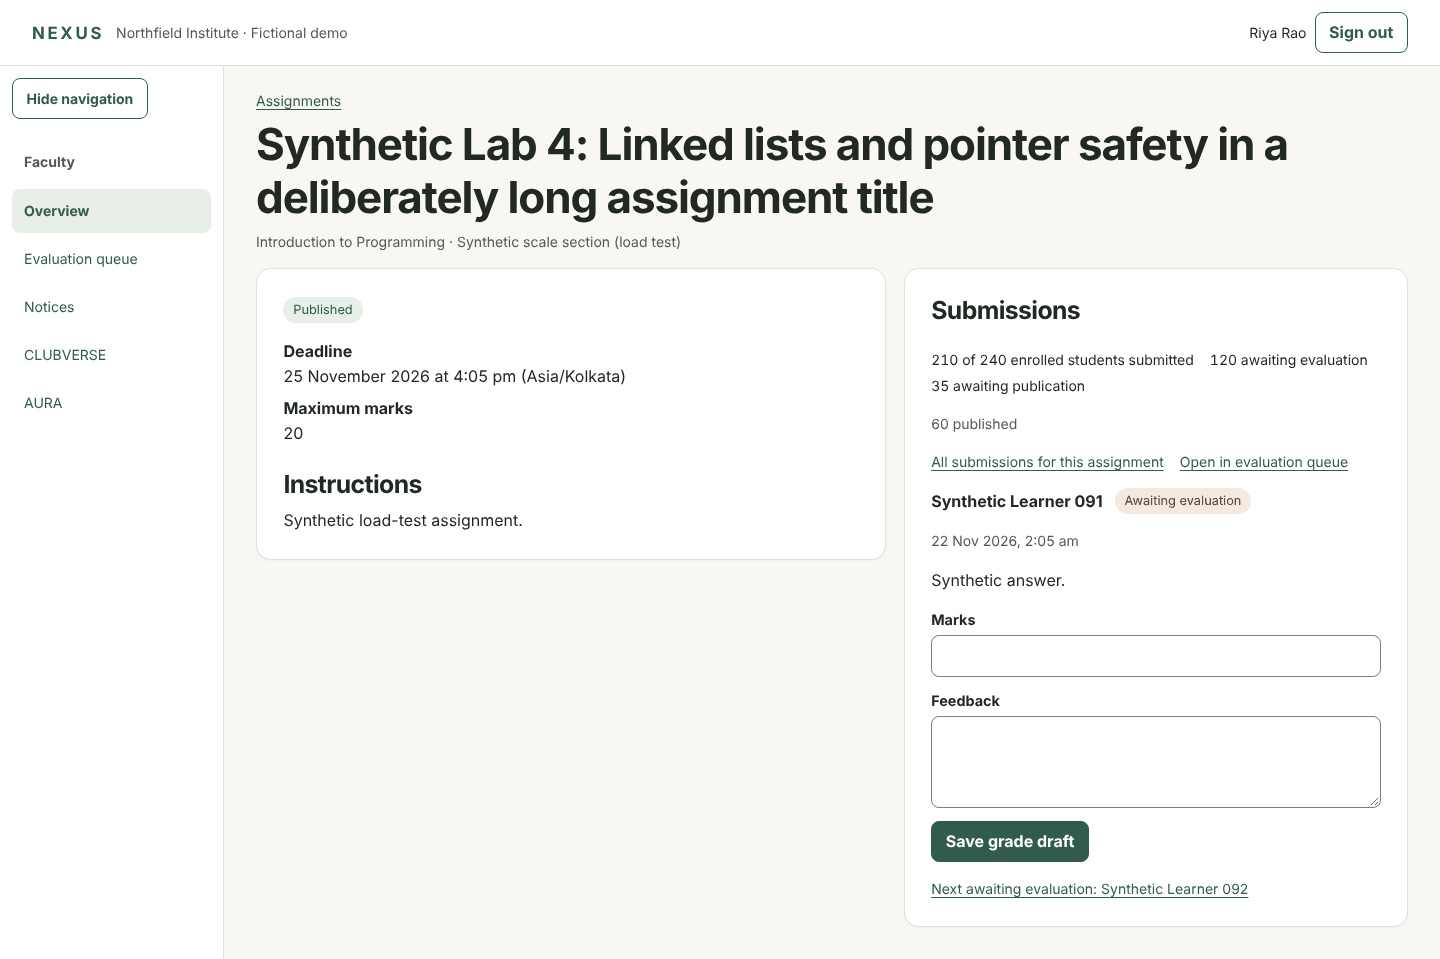 NEXUS Northfield Institute · Fictional demo
Riya Rao Sign out
Hide navigation
Faculty
Overview
Evaluation queue
Notices
CLUBVERSE
AURA
Assignments
Synthetic Lab 4: Linked lists and pointer safety in a
deliberately long assignment title
Introduction to Programming · Synthetic scale section (load test)
Published
Deadline
25 November 2026 at 4:05 pm (Asia/Kolkata)
Maximum marks
20
Instructions
Synthetic load-test assignment.
Submissions
210 of 240 enrolled students submitted 120 awaiting evaluation
35 awaiting publication
60 published
All submissions for this assignment Open in evaluation queue
Synthetic Learner 091 Awaiting evaluation
22 Nov 2026, 2:05 am
Synthetic answer.
Marks
Feedback
Save grade draft
Next awaiting evaluation: Synthetic Learner 092